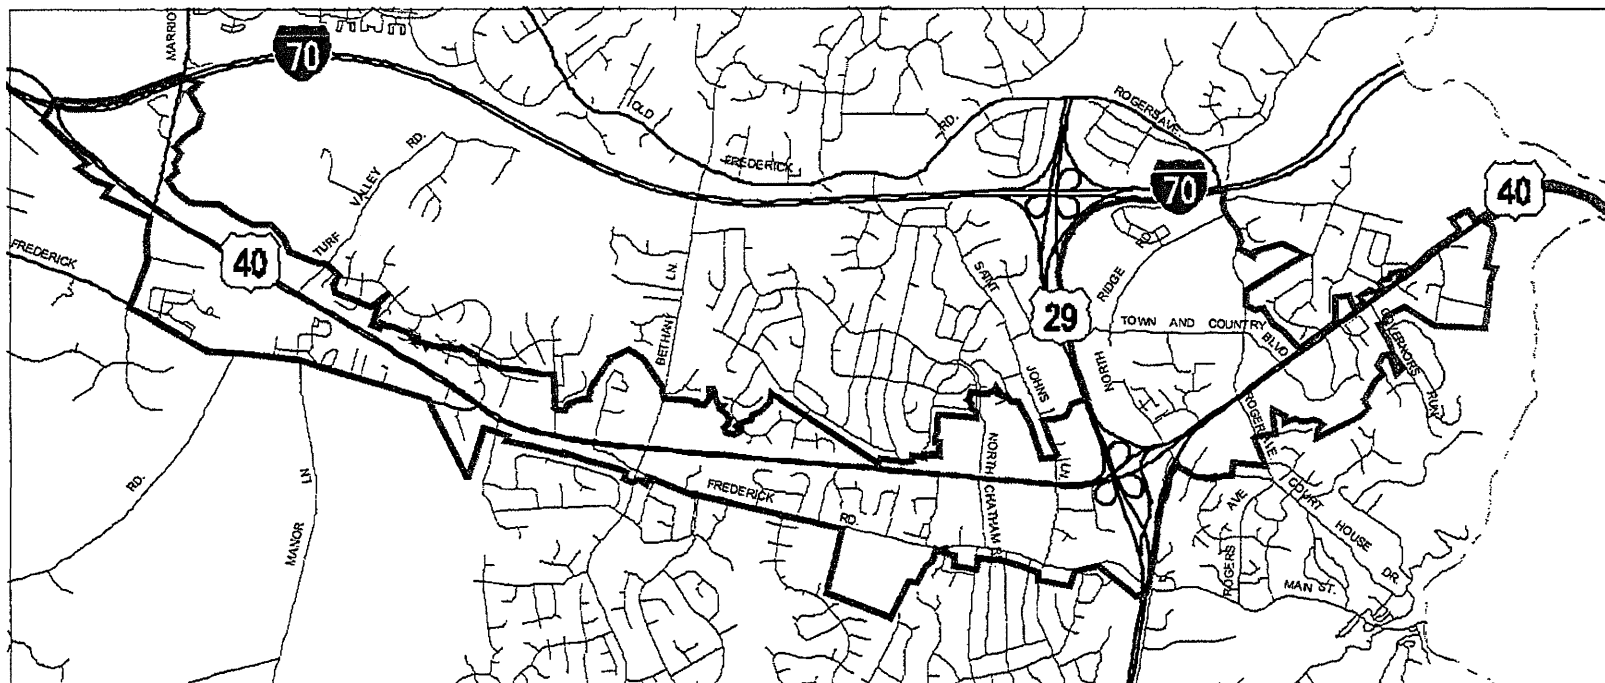 MARRIO
70
OLD
RD.
ROGERS AVE.
FREDERICK
VALLEY
RD.
70
40
TURF
FREDERICK
40
RD.
RIDGE
SAINT
LN.
BETHANY
29
TOWN AND COUNTRY
BLVD
GOVERNORS
RUN
JOHNS
NORTH
ROGERS AVE
LN
NORTH CHATHAM R
FREDERICK
RD.
RD.
LN
MANOR
COURT
HOUSE
DR.
ROGERS
AVE
MAIN ST.